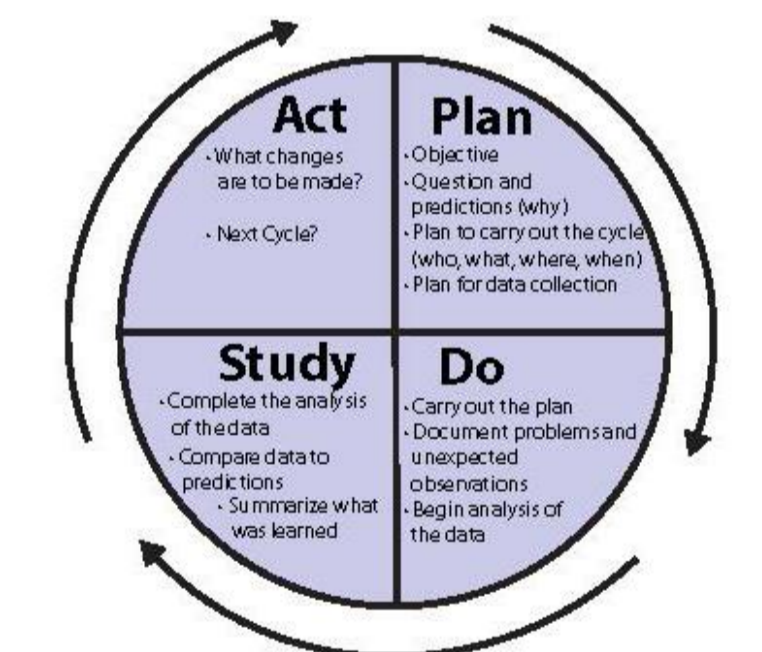 Act
· What changes
are to be made?
· Next Cycle?
Plan
· Objective
· Question and
predictions (why)
· Plan to carry out the cycle
(who, what, where, when)
· Plan for data collection
Study
· Complete the analysis
of the data
· Compare data to
predictions
· Summarize what
was learned
Do
· Carry out the plan
· Document problems and
unexpected
observations
· Begin analysis of
the data